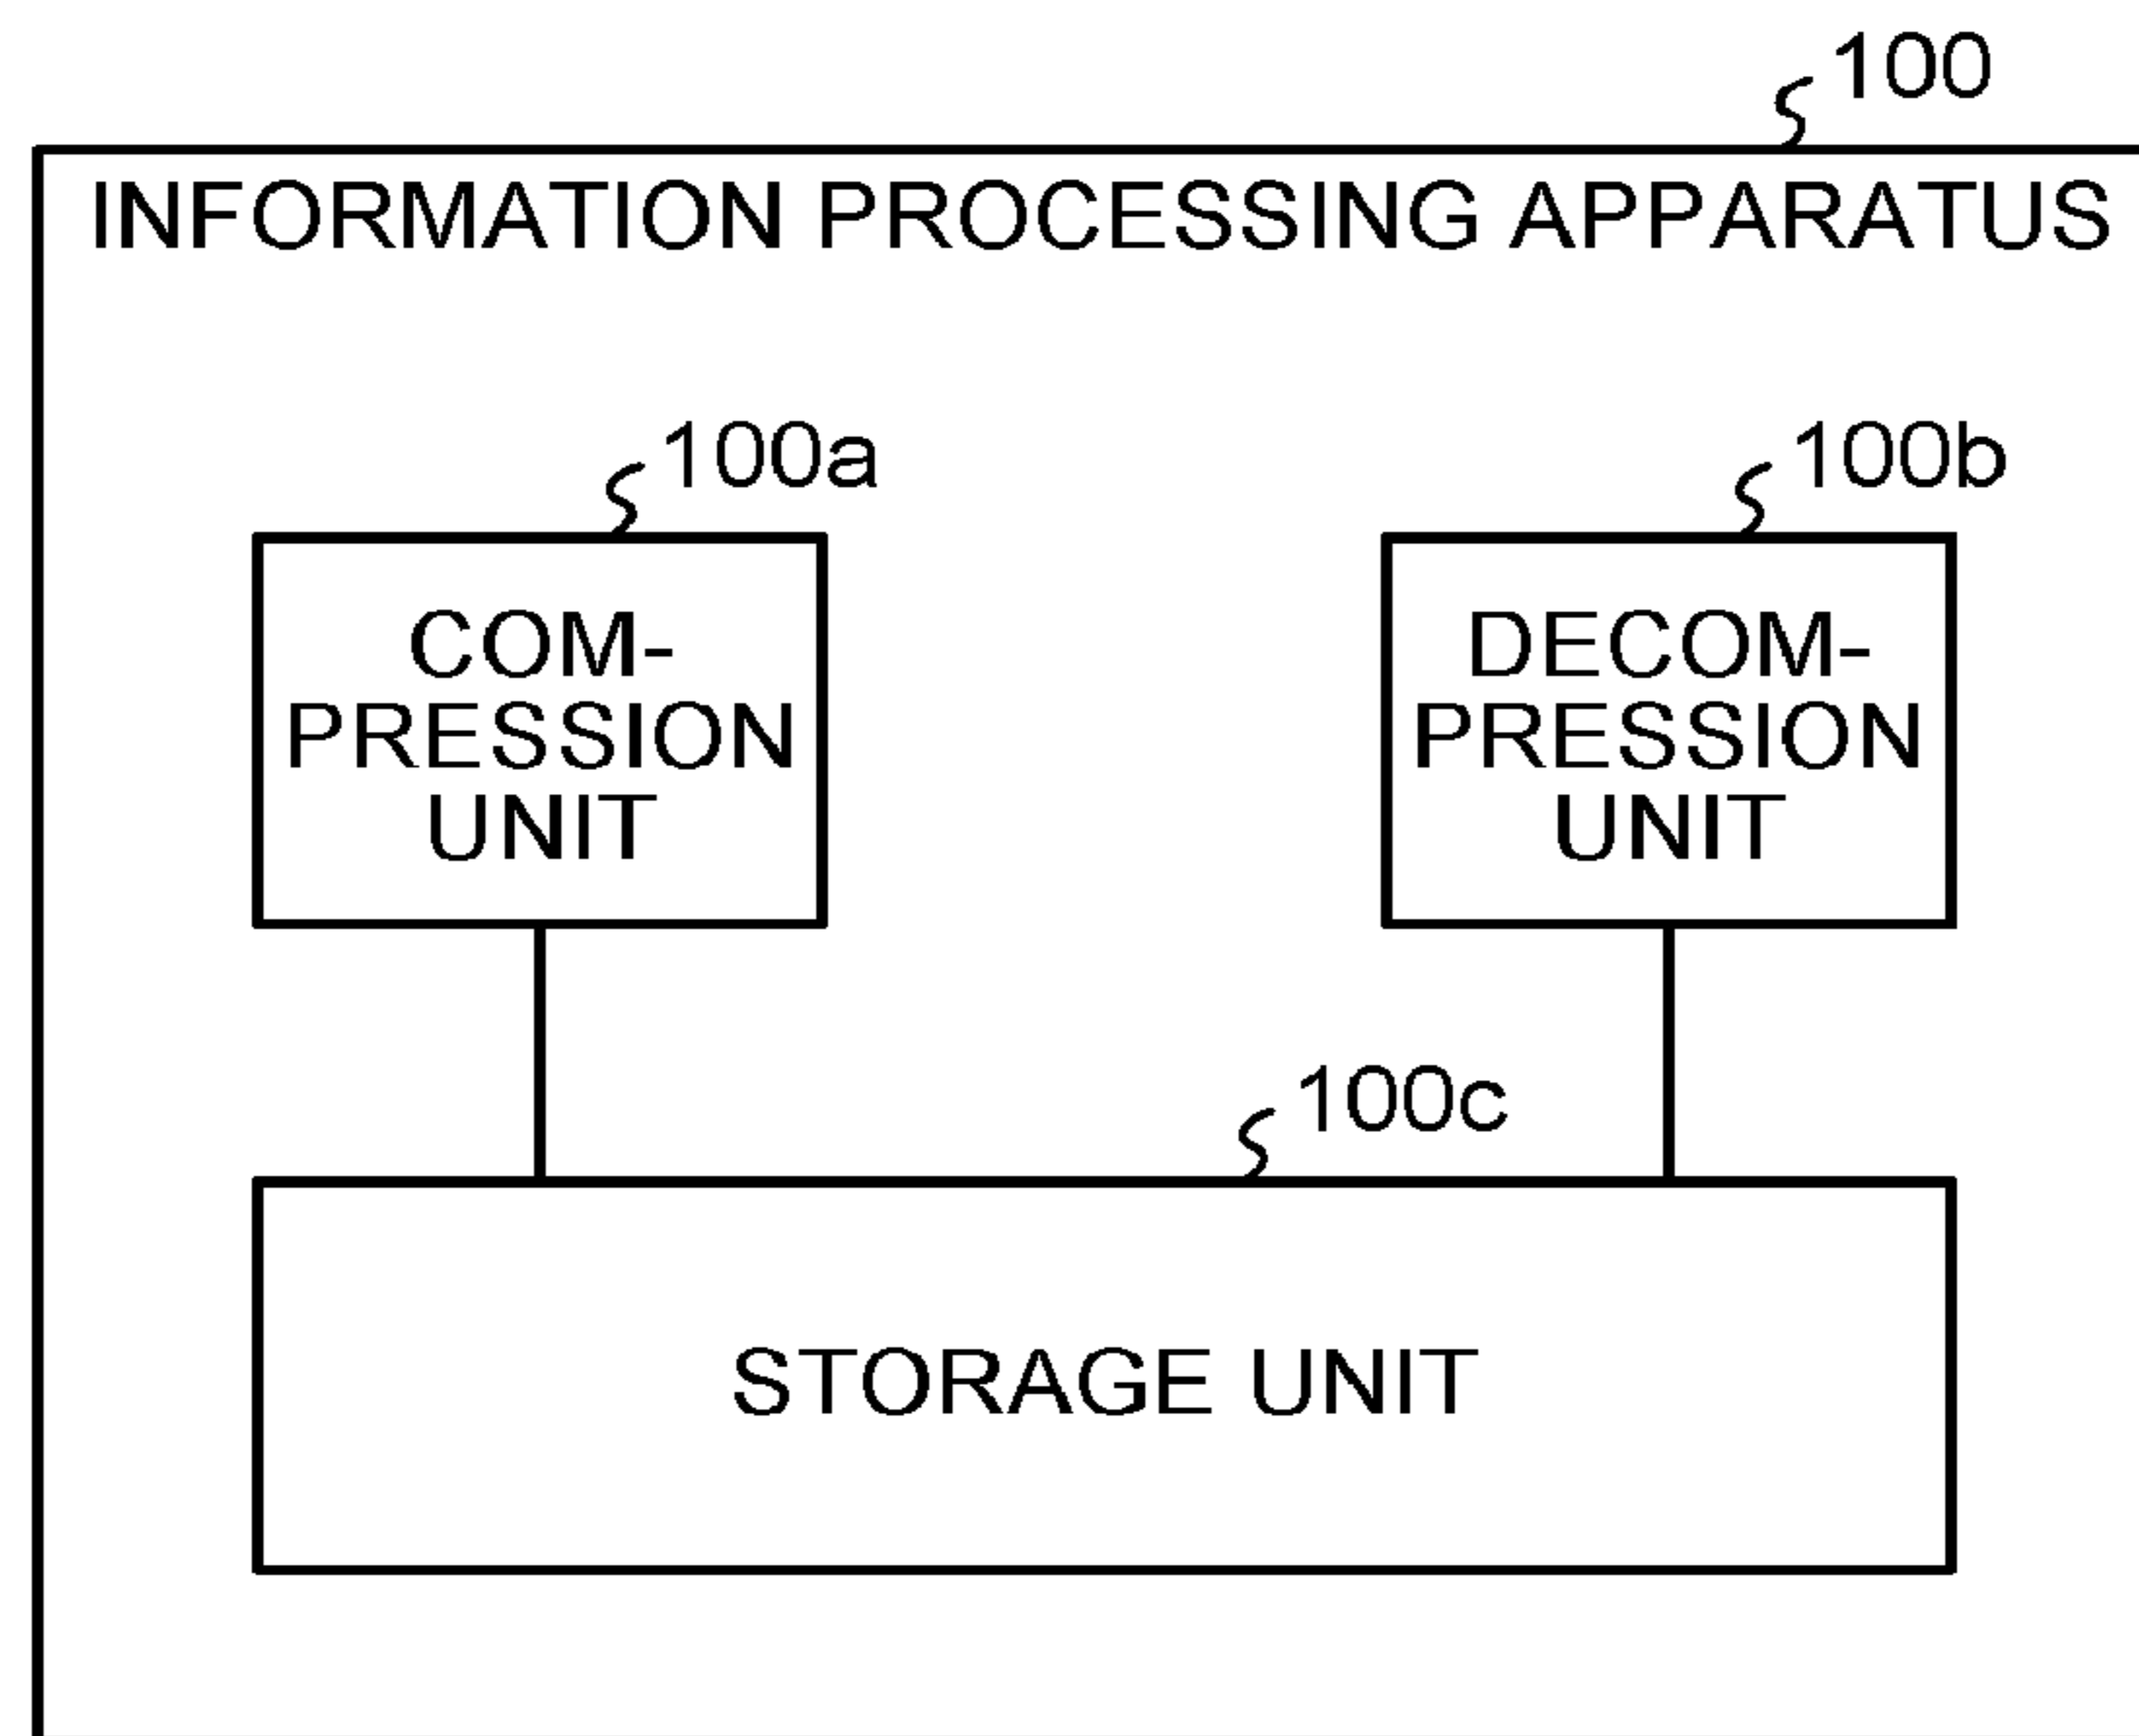 100
INFORMATION PROCESSING APPARATUS
100a
100b
COM-
PRESSION
UNIT
DECOM-
PRESSION
UNIT
100c
STORAGE UNIT